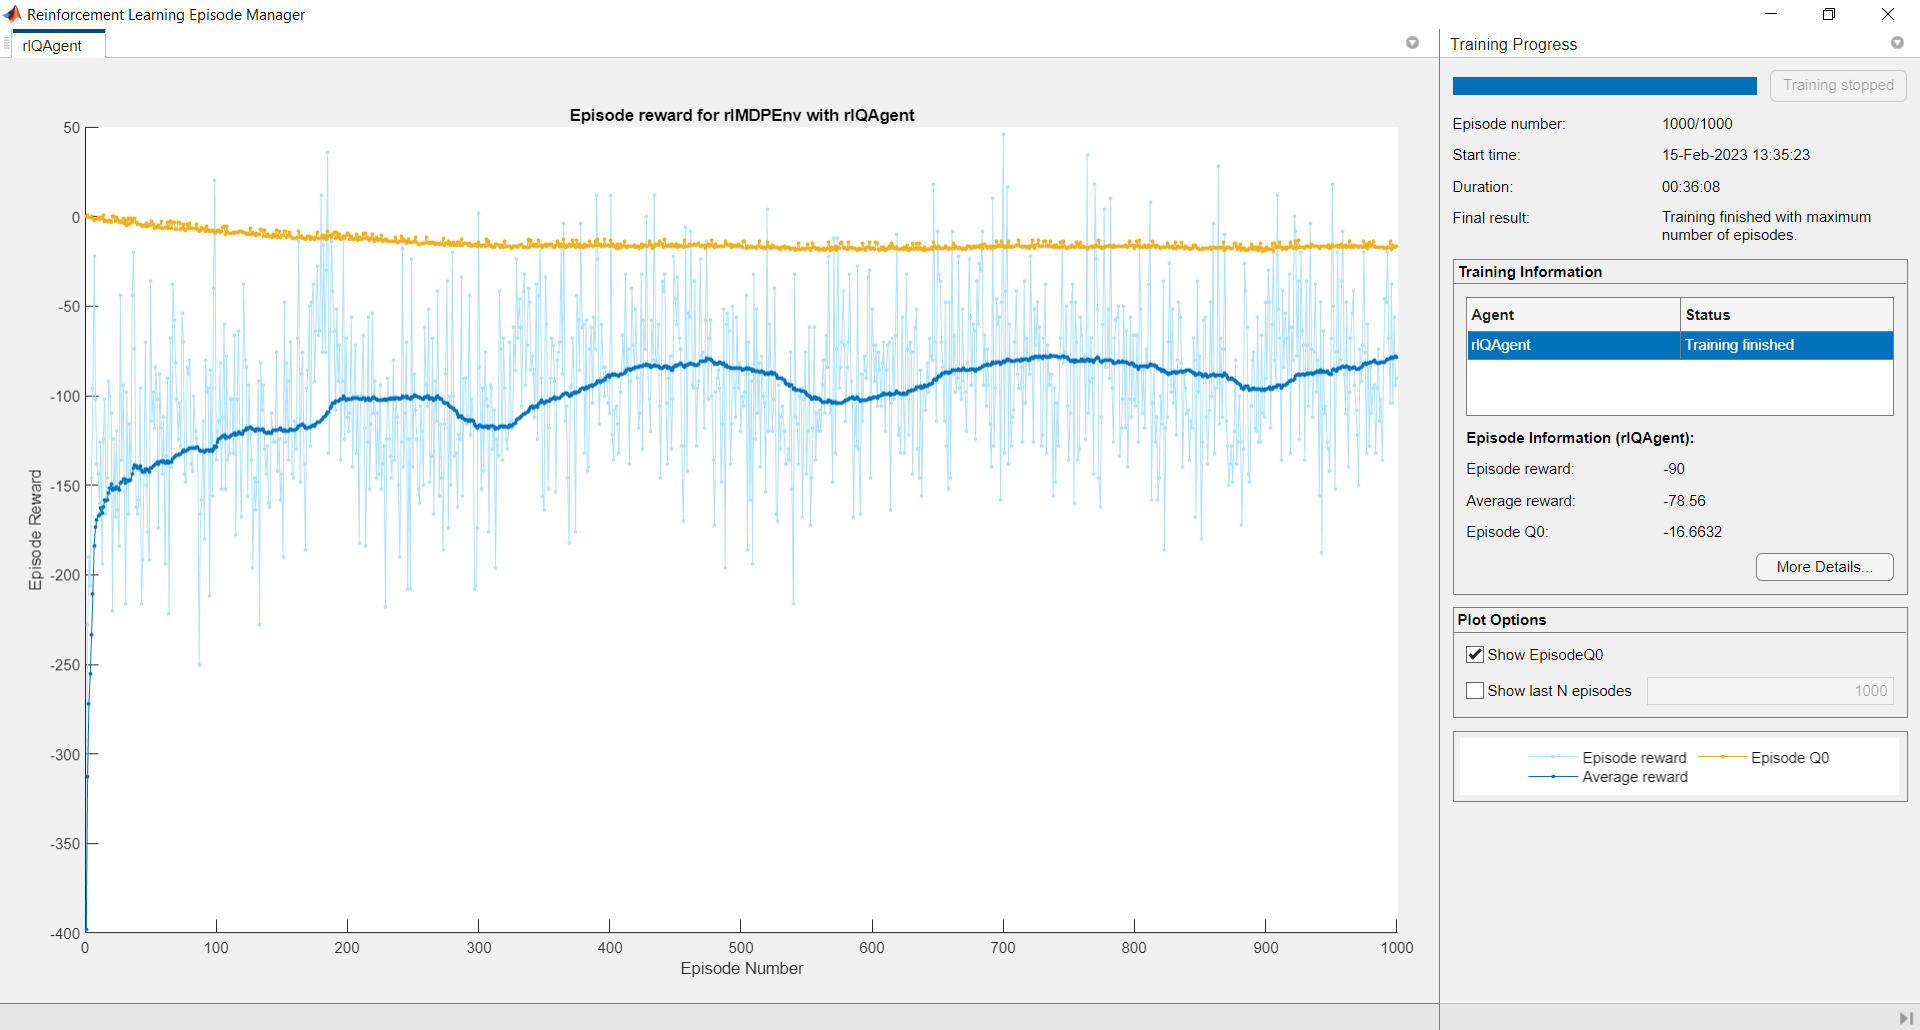 Reinforcement Learning Episode Manager
rlQAgent
Episode reward for rlMDPEnv with rlQAgent
50
0
-50
-100
-150
-200
-250
-300
-350
-400
Episode Reward
0 100 200 300 400 500 600 700 800 900 1000
Episode Number
Training Progress
Training stopped
Episode number: 1000/1000
Start time: 15-Feb-2023 13:35:23
Duration: 00:36:08
Final result: Training finished with maximum
number of episodes.
Training Information
Agent Status
rlQAgent Training finished
Episode Information (rlQAgent):
Episode reward: -90
Average reward: -78.56
Episode Q0: -16.6632
More Details...
Plot Options
Show EpisodeQ0
Show last N episodes 1000
Episode reward Episode Q0
Average reward